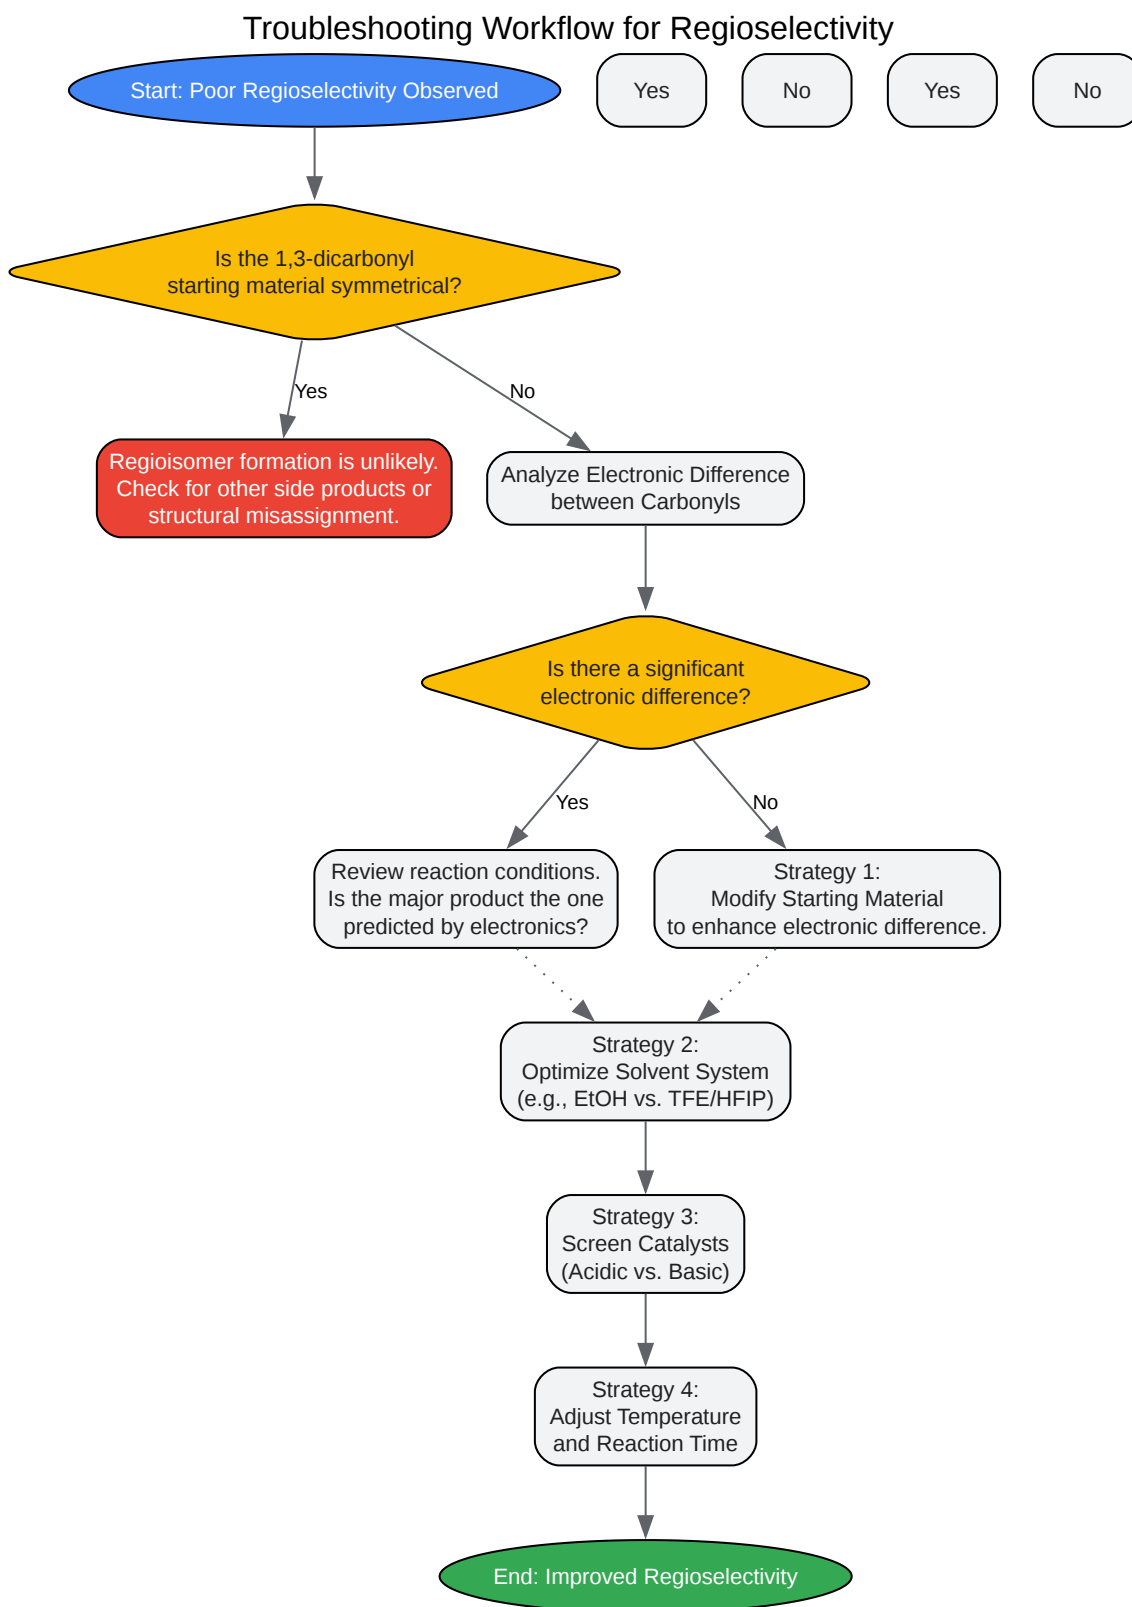 Troubleshooting Workflow for Regioselectivity
Start: Poor Regioselectivity Observed
Yes
No
Yes
No
Is the 1,3-dicarbonyl
starting material symmetrical?
Yes
No
Regioisomer formation is unlikely.
Check for other side products or
structural misassignment.
Analyze Electronic Difference
between Carbonyls
Is there a significant
electronic difference?
Yes
No
Review reaction conditions.
Is the major product the one
predicted by electronics?
Strategy 1:
Modify Starting Material
to enhance electronic difference.
Strategy 2:
Optimize Solvent System
(e.g., EtOH vs. TFE/HFIP)
Strategy 3:
Screen Catalysts
(Acidic vs. Basic)
Strategy 4:
Adjust Temperature
and Reaction Time
End: Improved Regioselectivity